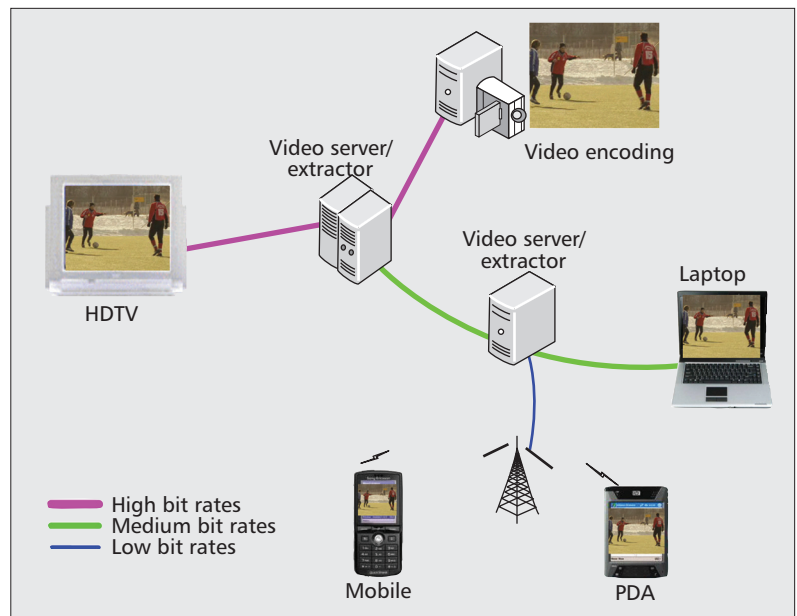 Video encoding
Video server/
extractor
Video server/
extractor
HDTV
Laptop
High bit rates
Medium bit rates
Low bit rates
Mobile
PDA